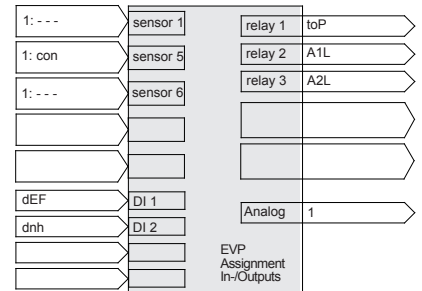 1: - - - sensor 1 relay 1 toP
1: con sensor 5 relay 2 A1L
1: - - - sensor 6 relay 3 A2L
dEF DI 1
Analog 1
dnh DI 2
EVP
Assignment
In-/Outputs